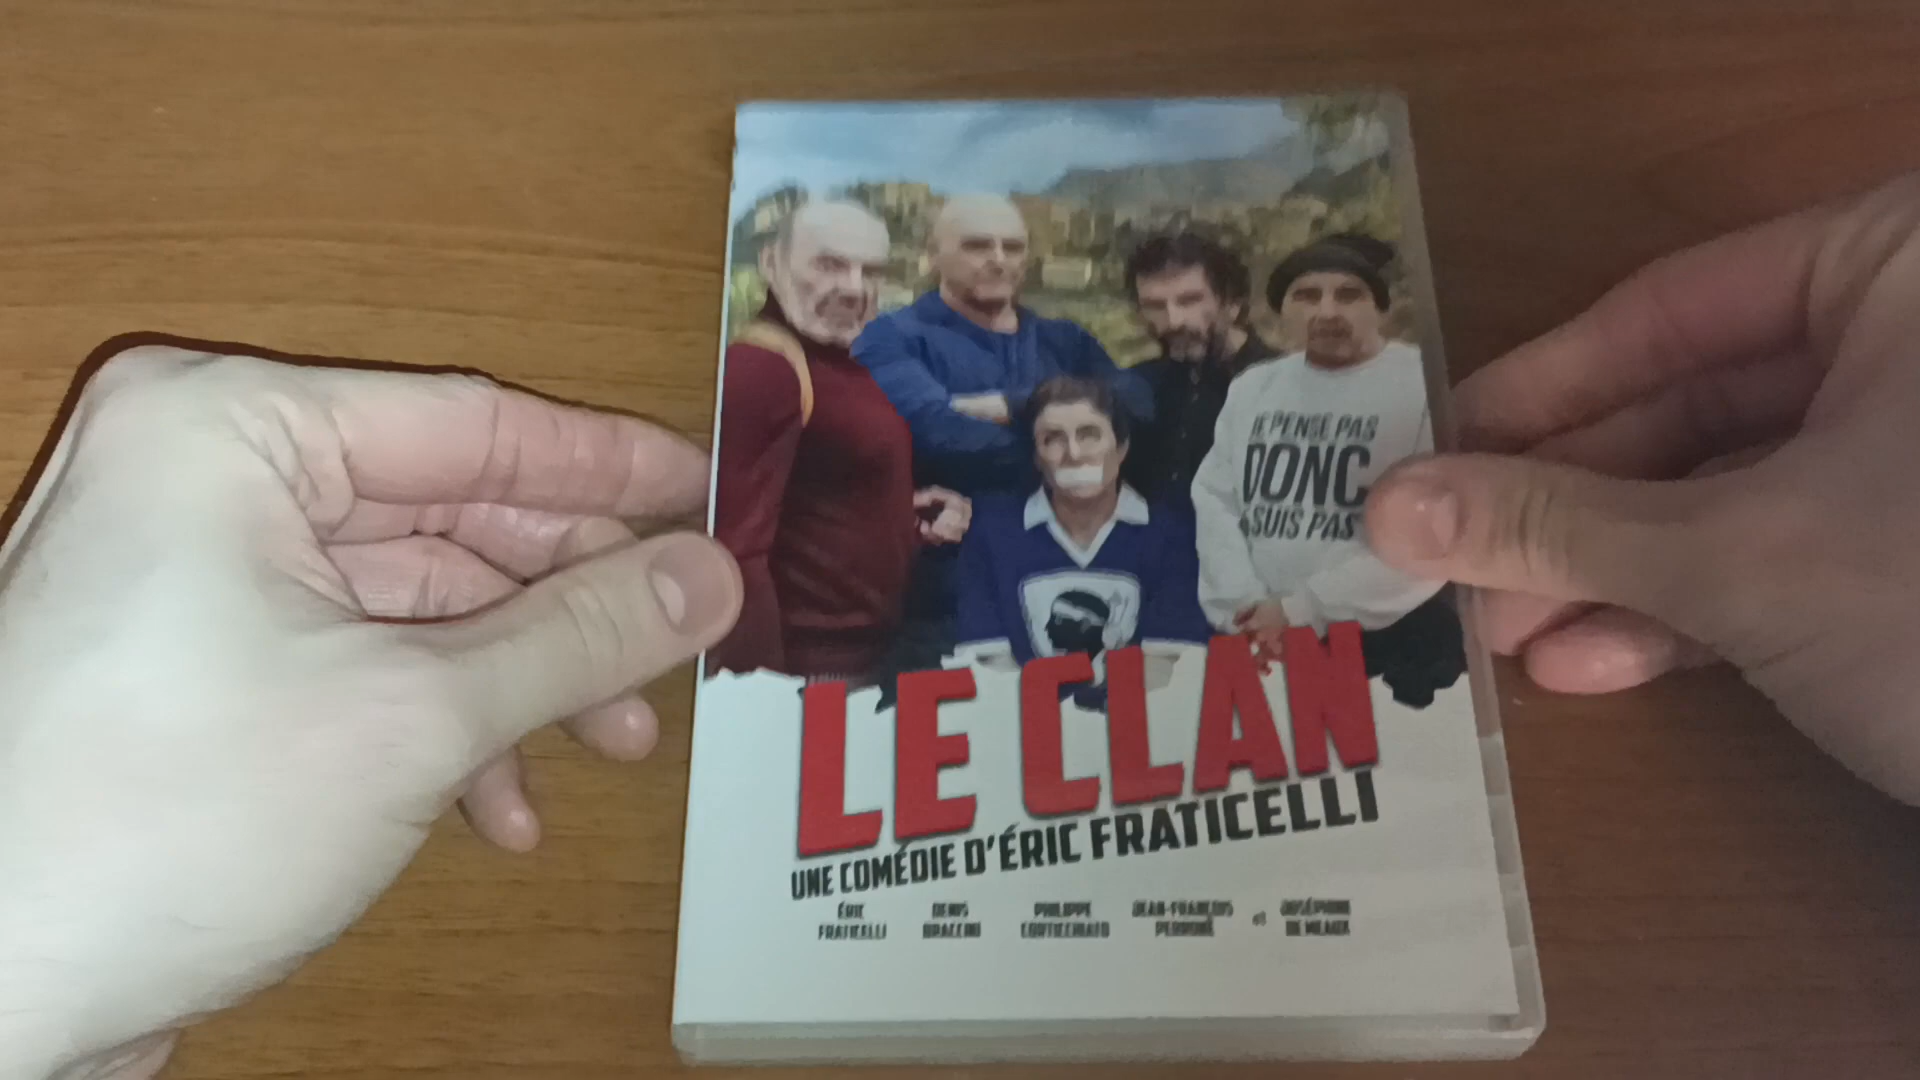 JE PENSE PAS
DONC
SUIS PAS
LE CLAN
UNE COMÉDIE D'ÉRIC FRATICELLI
ÉRIC FRATICELLI
DENIS BRACCINI
PHILIPPE CORTICCHIATO
JEAN-FRANÇOIS PERRONE
et
JOSÉPHINE DE MEAUX